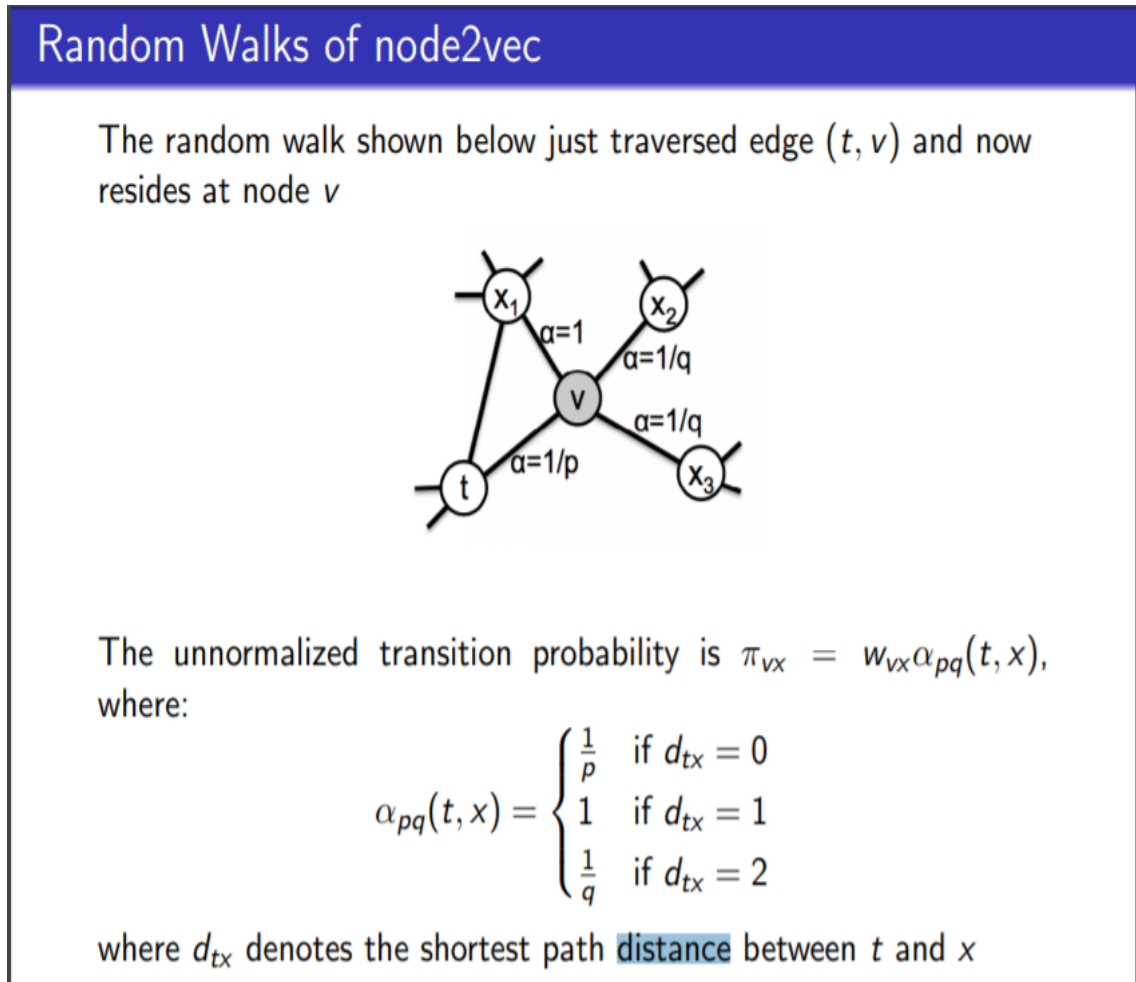 Random Walks of node2vec
The random walk shown below just traversed edge (t, v) and now
resides at node v
x₁
x₂
α=1
α=1/q
v
α=1/q
α=1/p
t
x₃
The unnormalized transition probability is πᵥₓ = wᵥₓαₚq(t, x),
where:
αₚq(t, x) = { 1/p if dₜₓ = 0
1 if dₜₓ = 1
1/q if dₜₓ = 2
where dₜₓ denotes the shortest path distance between t and x